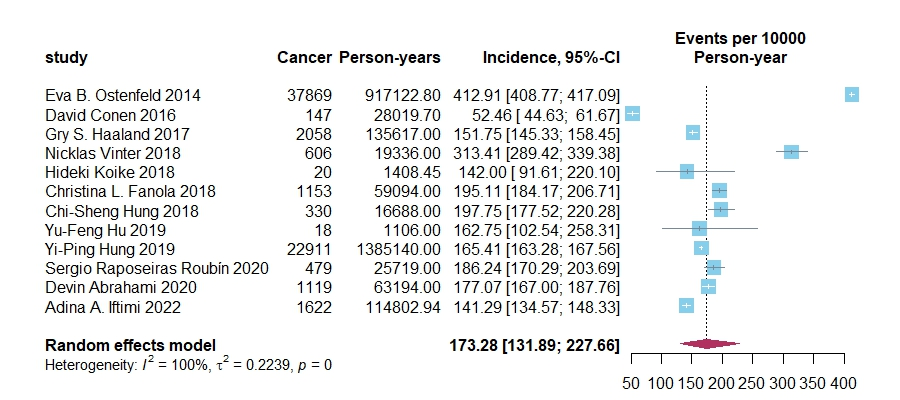 Events per 10000
study Cancer Person-years Incidence, 95%-CI Person-year
Eva B. Ostenfeld 2014 37869 917122.80 412.91 [408.77; 417.09]
David Conen 2016 147 28019.70 52.46 [ 44.63; 61.67]
Gry S. Haaland 2017 2058 135617.00 151.75 [145.33; 158.45]
Nicklas Vinter 2018 606 19336.00 313.41 [289.42; 339.38]
Hideki Koike 2018 20 1408.45 142.00 [ 91.61; 220.10]
Christina L. Fanola 2018 1153 59094.00 195.11 [184.17; 206.71]
Chi-Sheng Hung 2018 330 16688.00 197.75 [177.52; 220.28]
Yu-Feng Hu 2019 18 1106.00 162.75 [102.54; 258.31]
Yi-Ping Hung 2019 22911 1385140.00 165.41 [163.28; 167.56]
Sergio Raposeiras Roubín 2020 479 25719.00 186.24 [170.29; 203.69]
Devin Abrahami 2020 1119 63194.00 177.07 [167.00; 187.76]
Adina A. Iftimi 2022 1622 114802.94 141.29 [134.57; 148.33]
Random effects model 173.28 [131.89; 227.66]
Heterogeneity: I² = 100%, τ² = 0.2239, p = 0
50 100 150 200 250 300 350 400